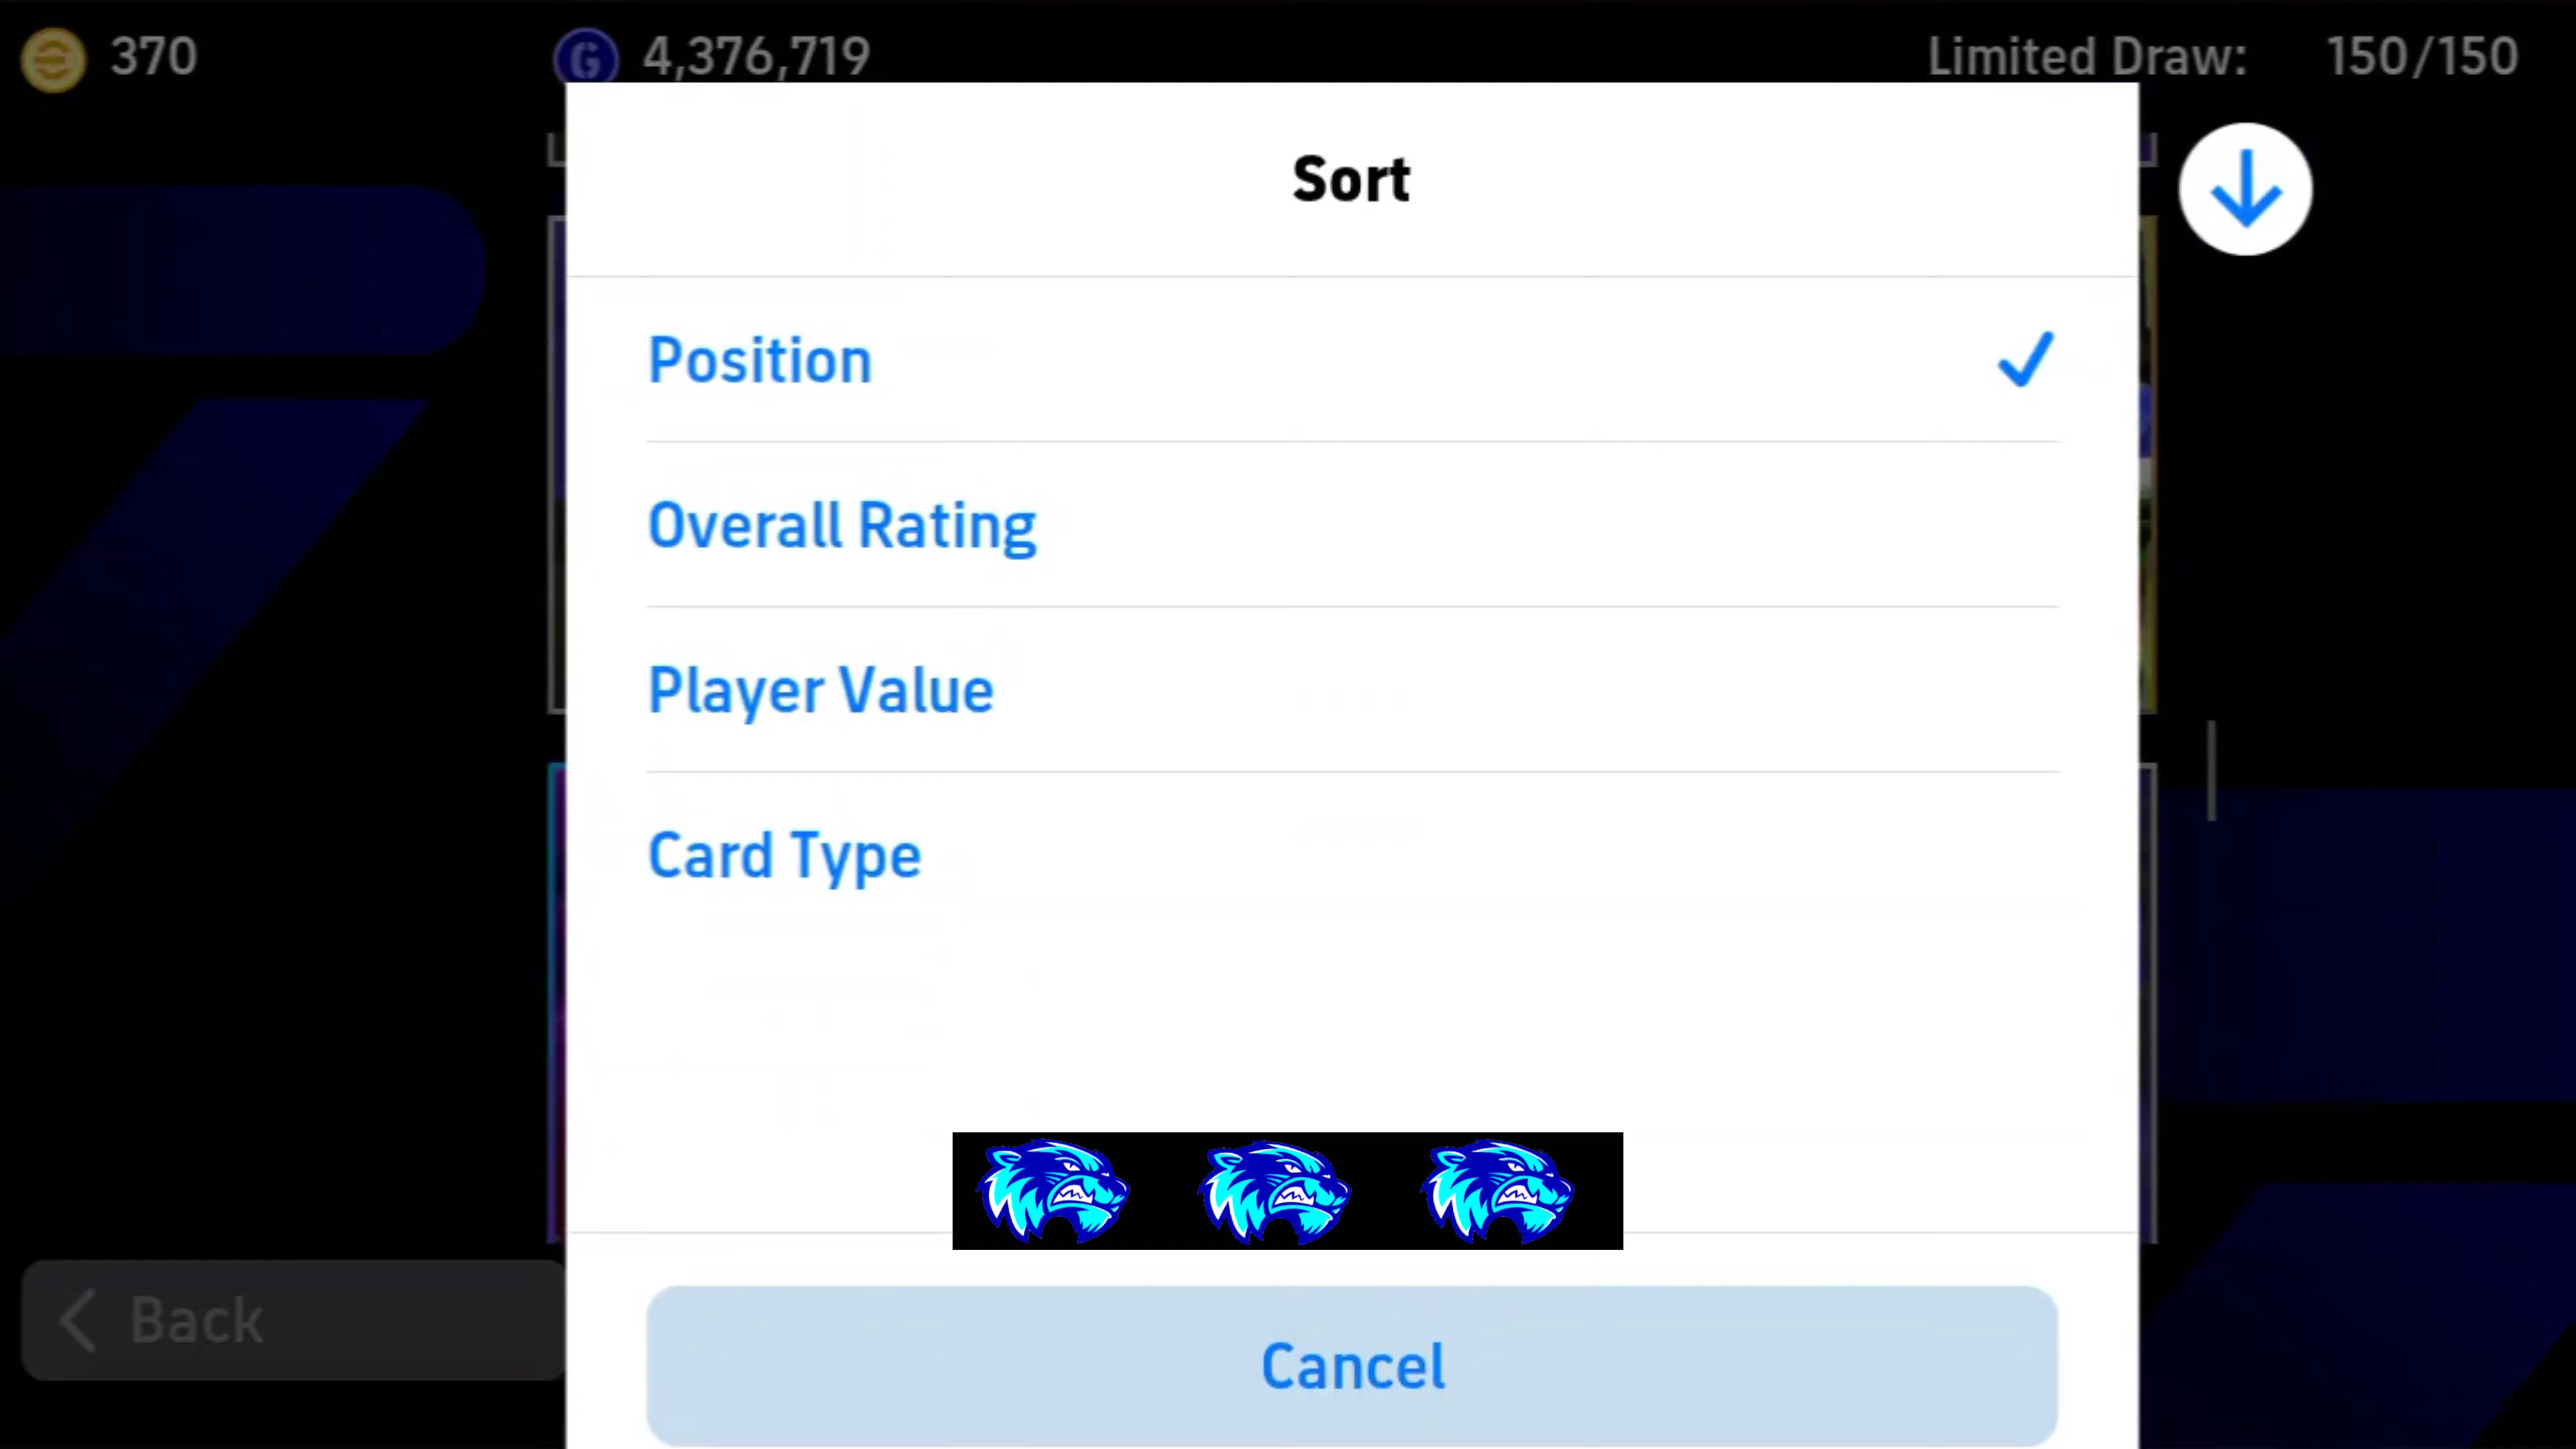 370
4,376,719
Limited Draw: 150/150
Sort
Position
Overall Rating
Player Value
Card Type
Back
Cancel